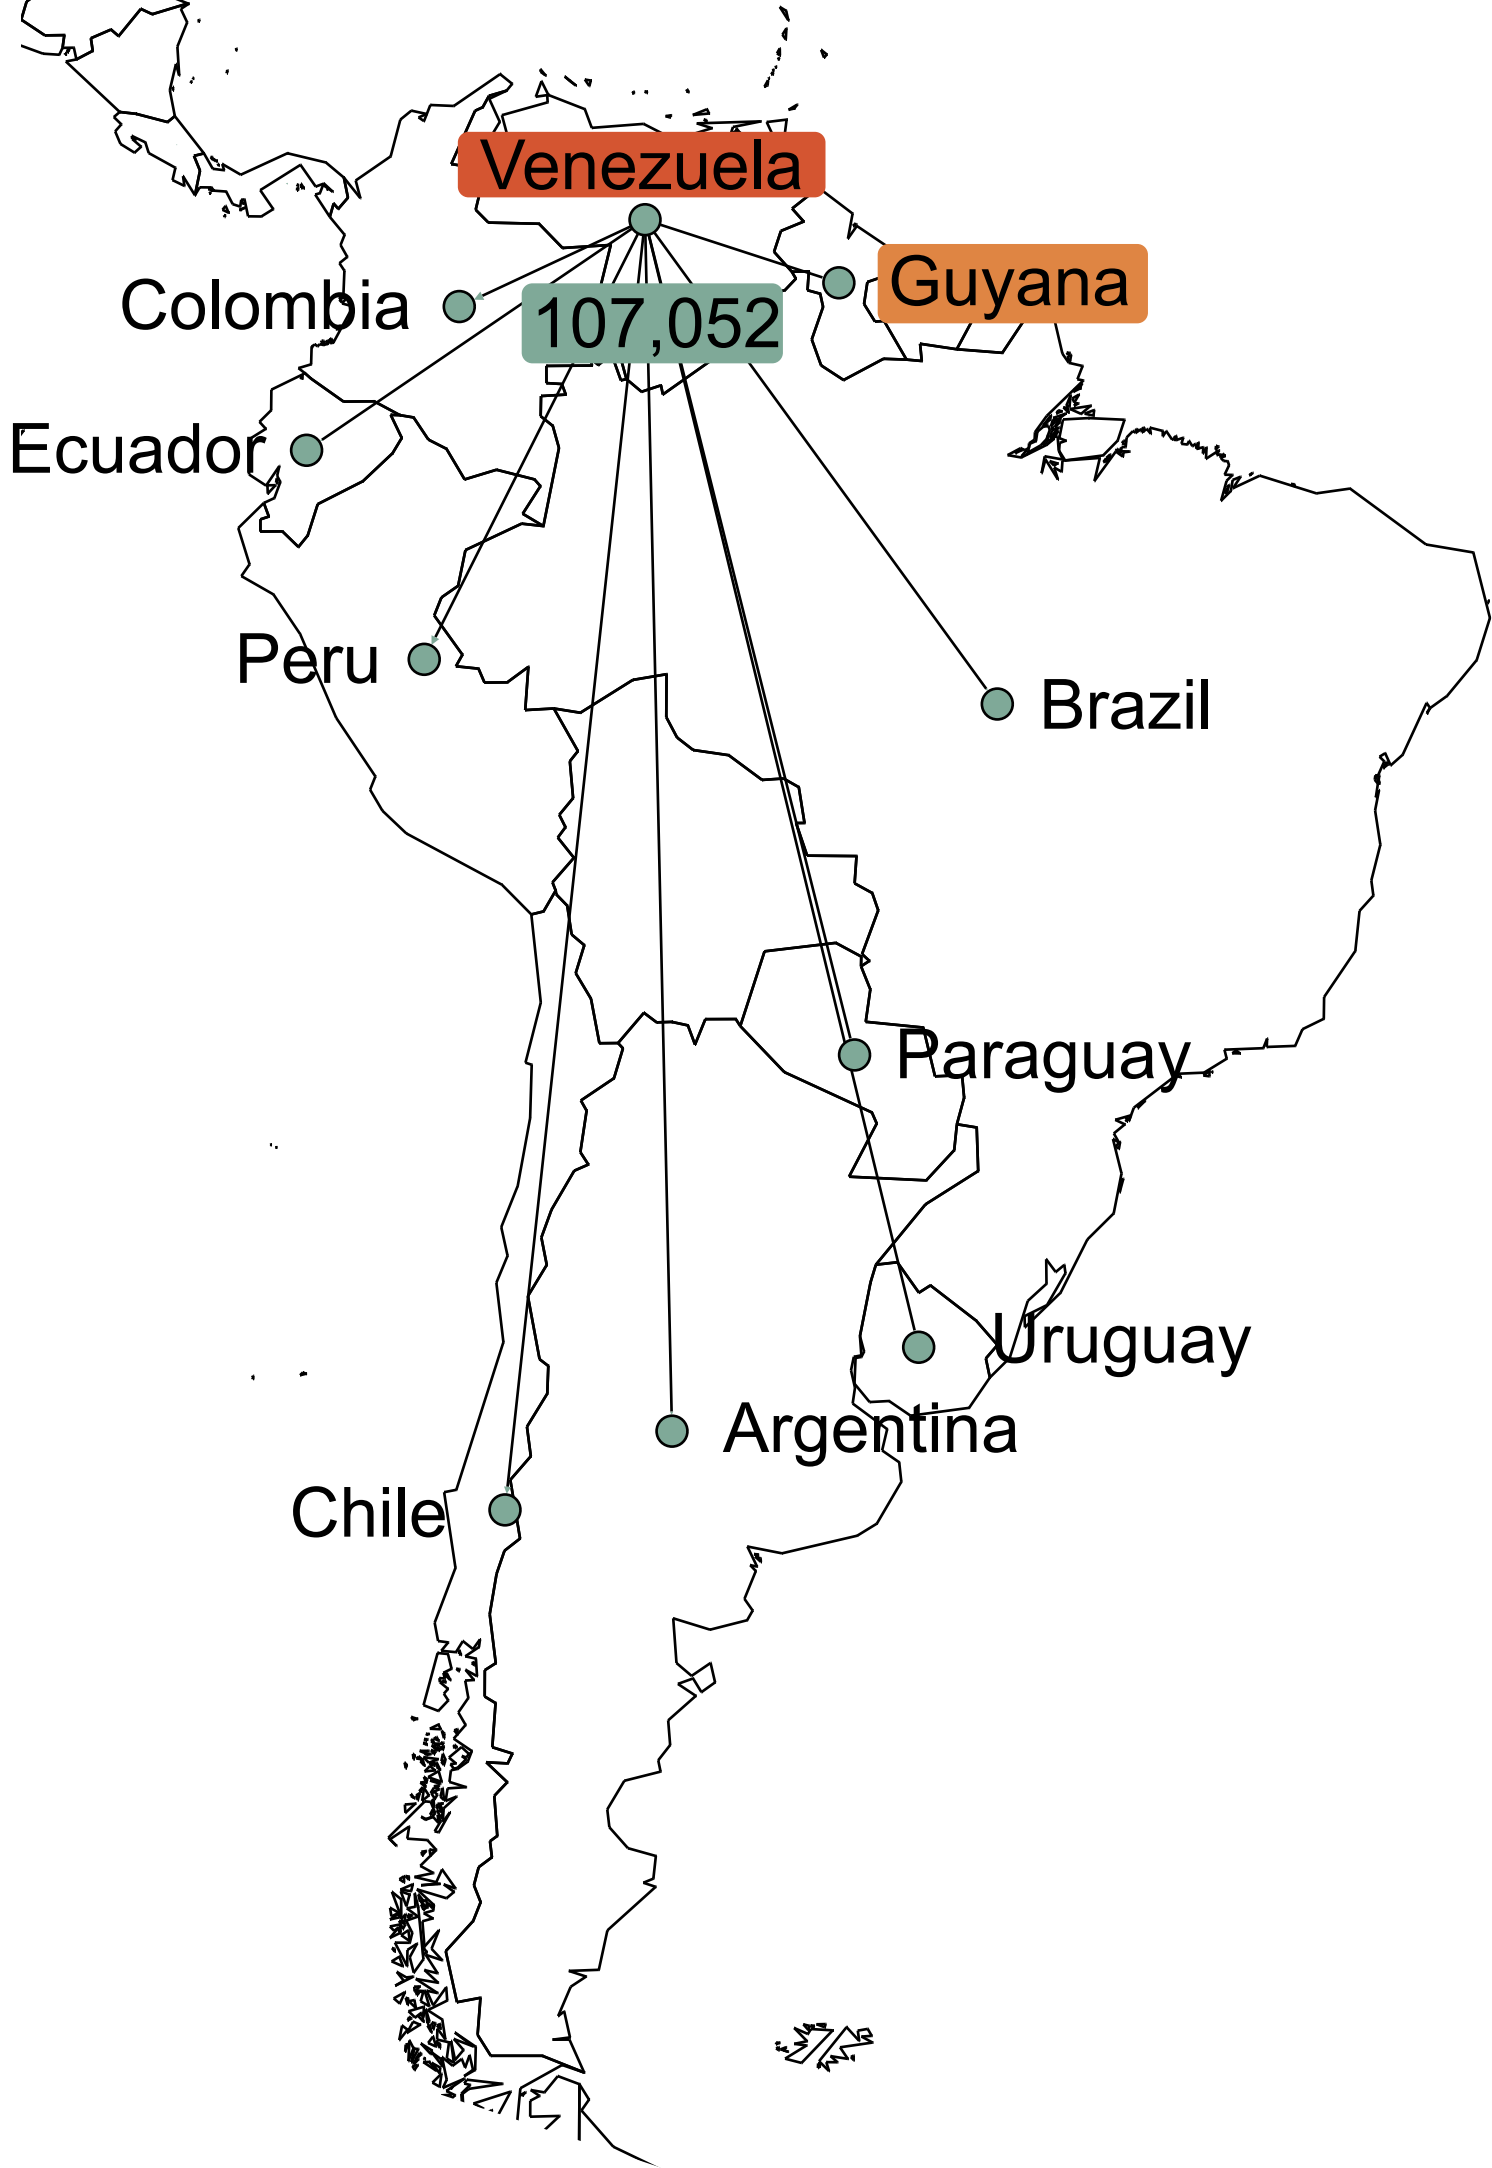 Venezuela
Guyana
Colombia
107,052
Ecuador
Peru
Brazil
Paraguay
Uruguay
Argentina
Chile